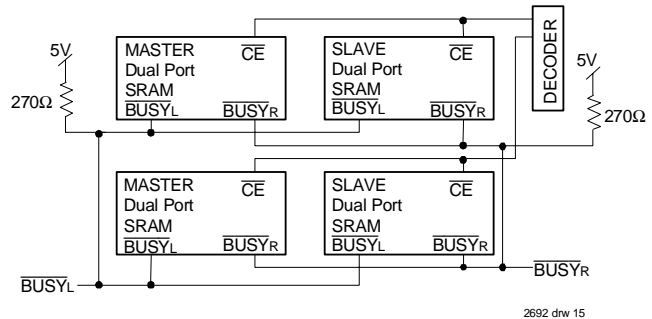 MASTER
Dual Port
SRAM
BUSYL
CE
BUSYR
SLAVE
Dual Port
SRAM
BUSYL
CE
BUSYR
DECODER
5V
270Ω
5V
270Ω
MASTER
Dual Port
SRAM
BUSYL
CE
BUSYR
SLAVE
Dual Port
SRAM
BUSYL
CE
BUSYR
BUSYL
BUSYR
2692 drw 15